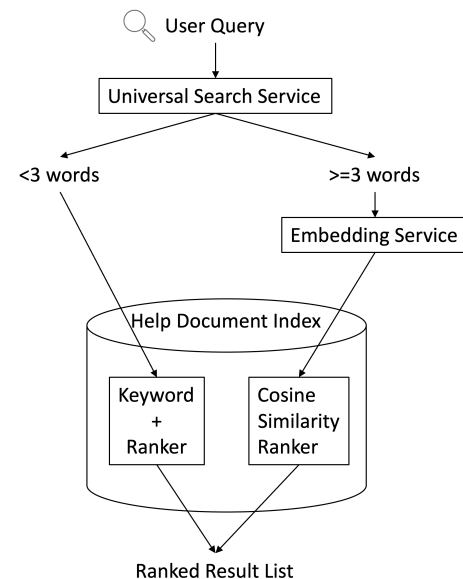 User Query
Universal Search Service
<3 words
>=3 words
Embedding Service
Help Document Index
Keyword
+
Ranker
Cosine
Similarity
Ranker
Ranked Result List